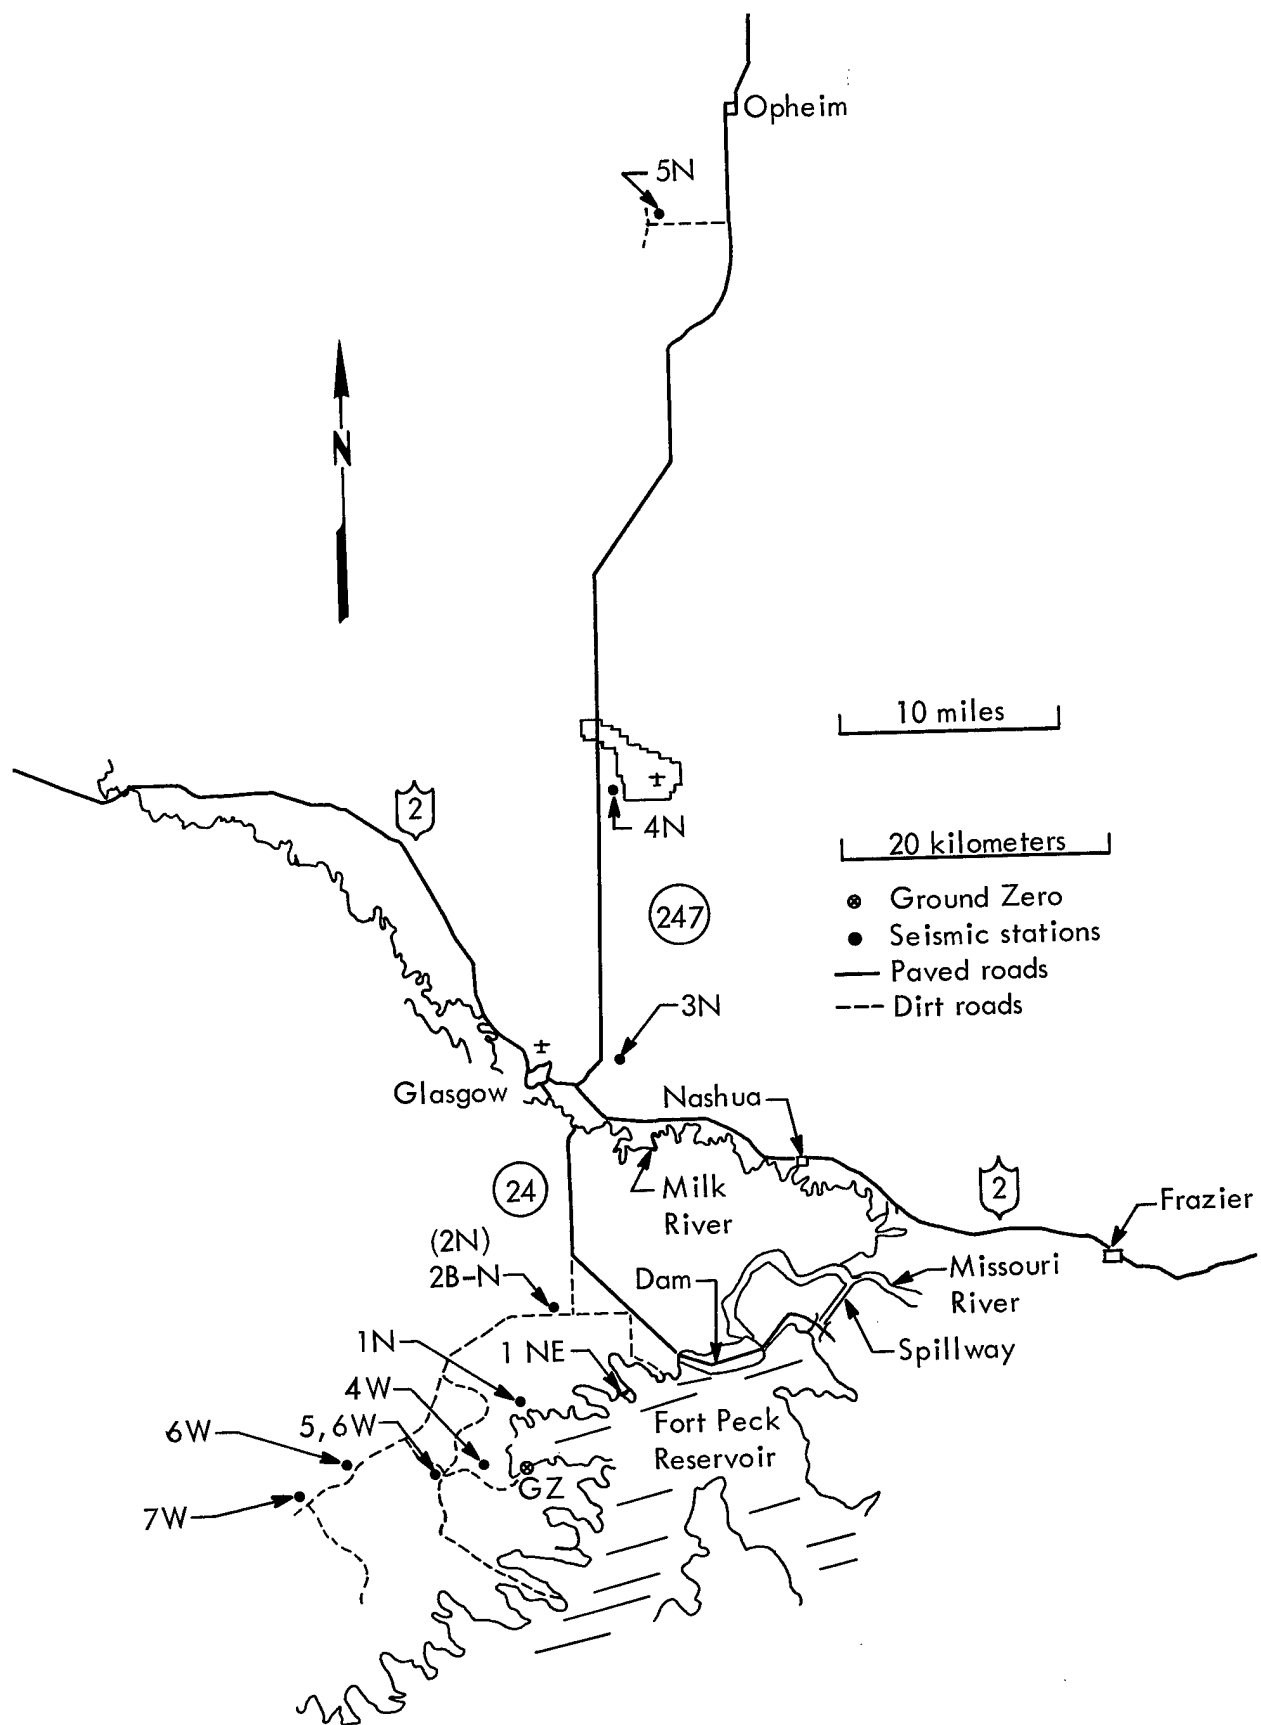 Opheim
5N
N
10 miles
2
4N
20 kilometers
247
Ground Zero
Seismic stations
Paved roads
Dirt roads
3N
Glasgow
Nashua
24
Milk
River
2
Frazier
(2N)
2B-N
Dam
Missouri
River
1N
1 NE
Spillway
4W
5,6W
6W
Fort Peck
Reservoir
GZ
7W